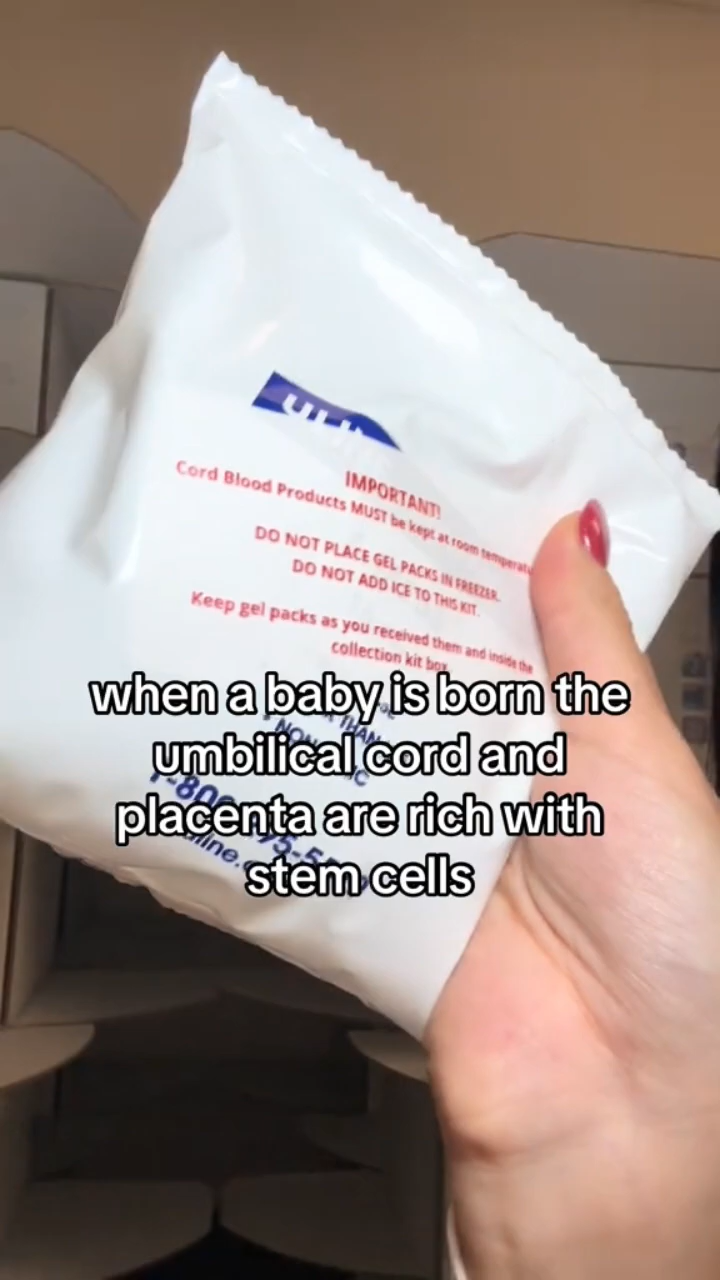 IMPORTANT!
Cord Blood Products MUST be kept at room
DO NOT PLACE GEL PACKS IN FREEZER.
DO NOT ADD ICE TO THIS KIT.
Keep gel packs as you received them and inside the
collection kit box
when a baby is born the
umbilical cord and
placenta are rich with
stem cells